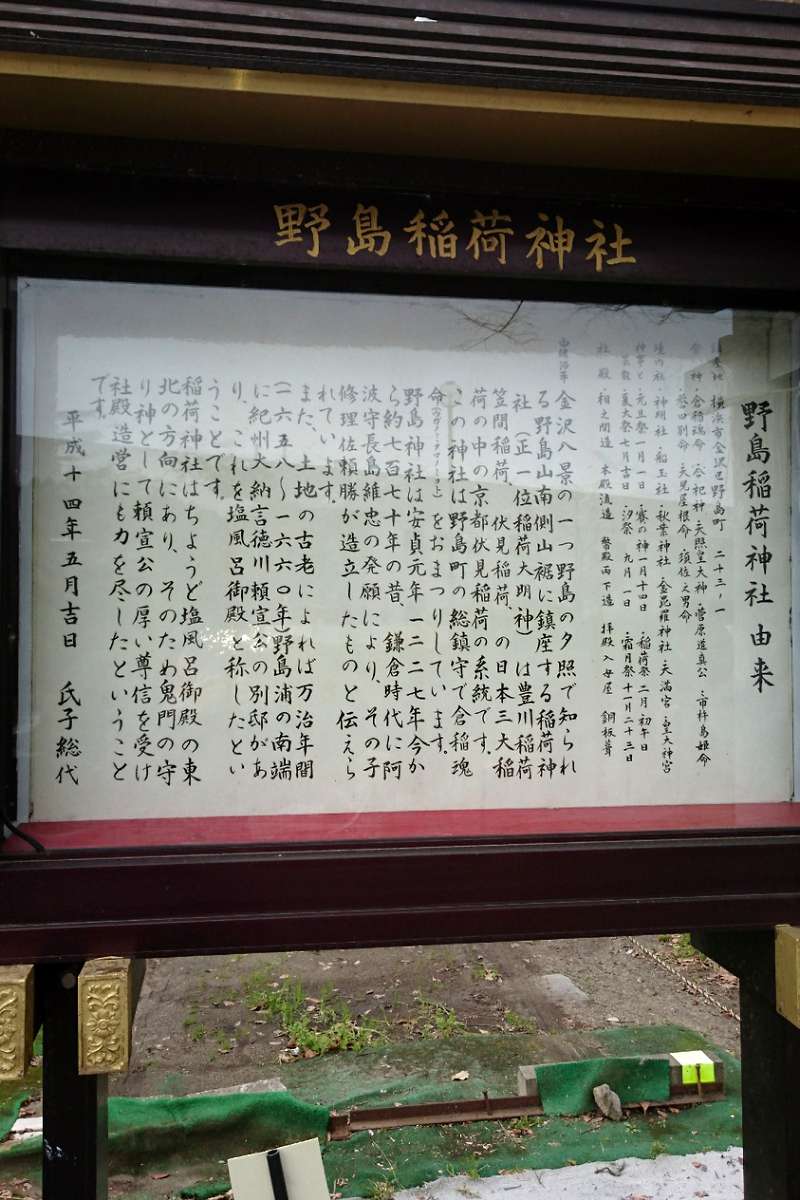 野島稲荷神社
野島稲荷神社由来
鎮座地 横浜市金沢区野島町 二十三ノ一
祭神 ・倉稲魂命 合祀神 ・天照皇大神 ・菅原道真公 ・市杵島姫命
・誉田別命 ・天児屋根命 ・須佐之男命
境内社 ・神明社 ・船玉社 ・秋葉神社 ・金毘羅神社 ・天満宮 ・皇大神宮
神事 ・元旦祭一月一日 ・賽の神一月十四日 ・稲荷祭二月初午日
・夏大祭七月吉日 ・汐祭 九月一日 ・霜月祭十一月二十三日
社殿 ・相之間造 本殿流造 幣殿両下造 拝殿入母屋 銅板葺
由緒沿革 金沢八景の一つ野島の夕照で知られ
る野島山南側山裾に鎮座する稲荷神
社(正一位稲荷大明神)は豊川稲荷
笠間稲荷、伏見稲荷、の日本三大稲
荷の中の京都伏見稲荷の系統です。
この神社は野島町の総鎮守で倉稲魂
命(ウガノミタマノミコト)をおまつりしています。
野島神社は安貞元年一二二七年今か
ら約七百七十年の昔、鎌倉時代に阿
波守長島維忠の発願により、その子
修理佐頼勝が造立したものと伝えら
れています。
また、土地の古老によれば万治年間
(一六五八〜一六六〇年)野島浦の南端
に紀州大納言徳川頼宣公の別邸があ
り、これを塩風呂御殿と称したとい
うことです。
稲荷神社はちようど塩風呂御殿の東
北の方向にあり、そのため鬼門の守
り神として頼宣公の厚い尊信を受け
社殿造営にも力を尽したということ
です。
平成十四年五月吉日 氏子総代